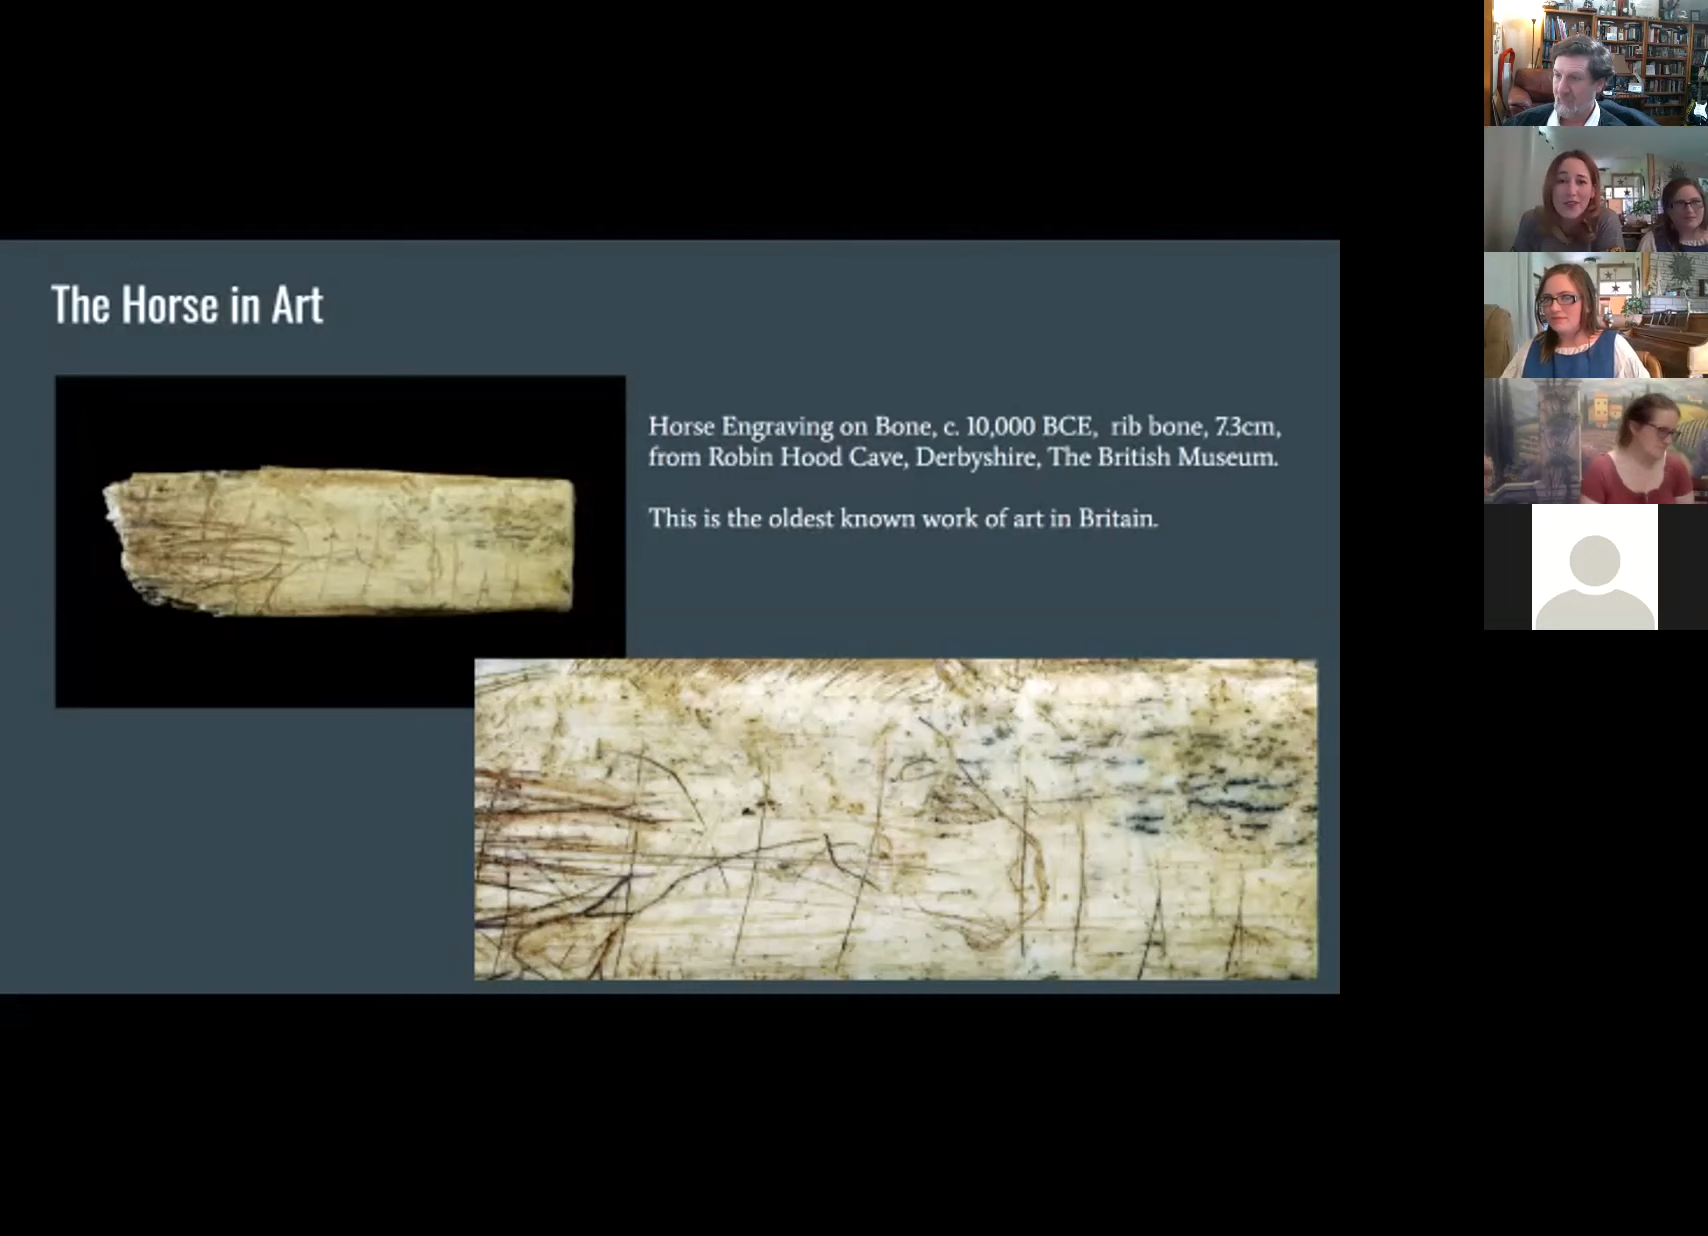 The Horse in Art
Horse Engraving on Bone, c. 10,000 BCE, rib bone, 7.3cm,
from Robin Hood Cave, Derbyshire, The British Museum.
This is the oldest known work of art in Britain.